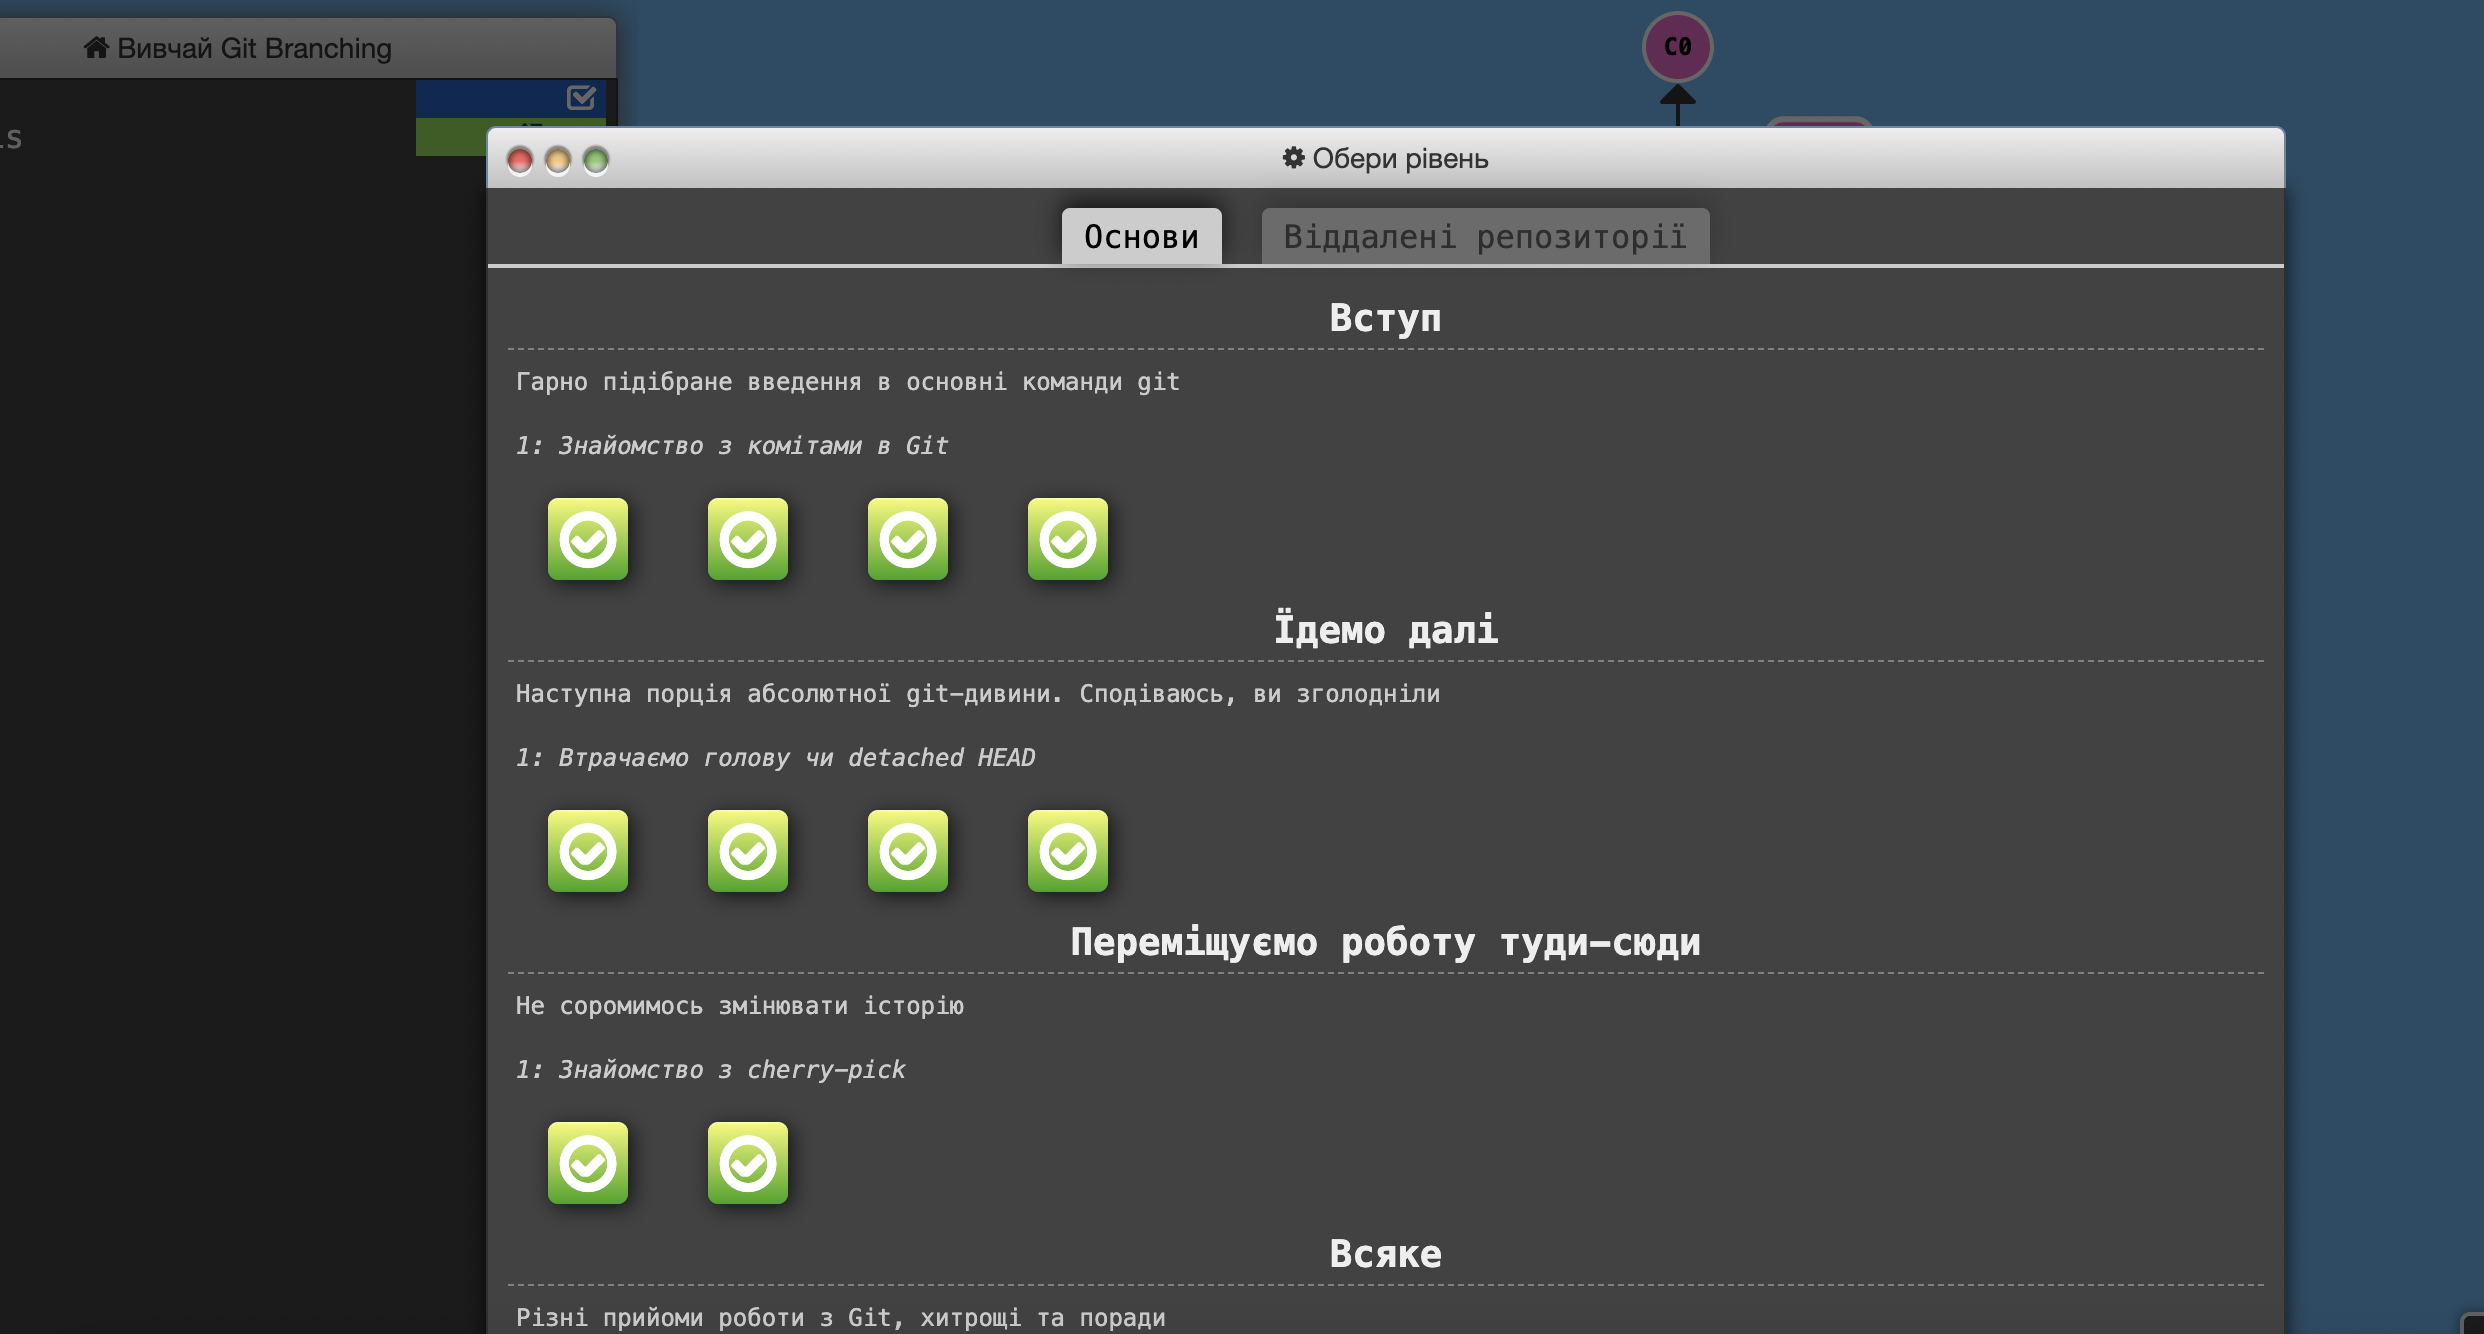 Вивчай Git Branching
C0
Обери рівень
Основи
Віддалені репозиторії
Вступ
Гарно підібране введення в основні команди git
1: Знайомство з комітами в Git
Їдемо далі
Наступна порція абсолютної git-дивини. Сподіваюсь, ви зголодніли
1: Втрачаємо голову чи detached HEAD
Переміщуємо роботу туди-сюди
Не соромимось змінювати історію
1: Знайомство з cherry-pick
Всяке
Різні прийоми роботи з Git, хитрощі та поради